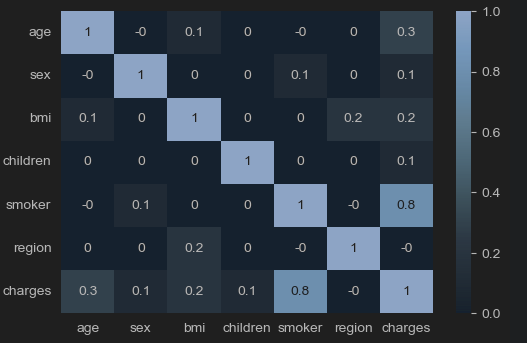 age 1 -0 0.1 0 -0 0 0.3
sex -0 1 0 0 0.1 0 0.1
bmi 0.1 0 1 0 0 0.2 0.2
children 0 0 0 1 0 0 0.1
smoker -0 0.1 0 0 1 -0 0.8
region 0 0 0.2 0 -0 1 -0
charges 0.3 0.1 0.2 0.1 0.8 -0 1
age sex bmi children smoker region charges
1.0
0.8
0.6
0.4
0.2
0.0